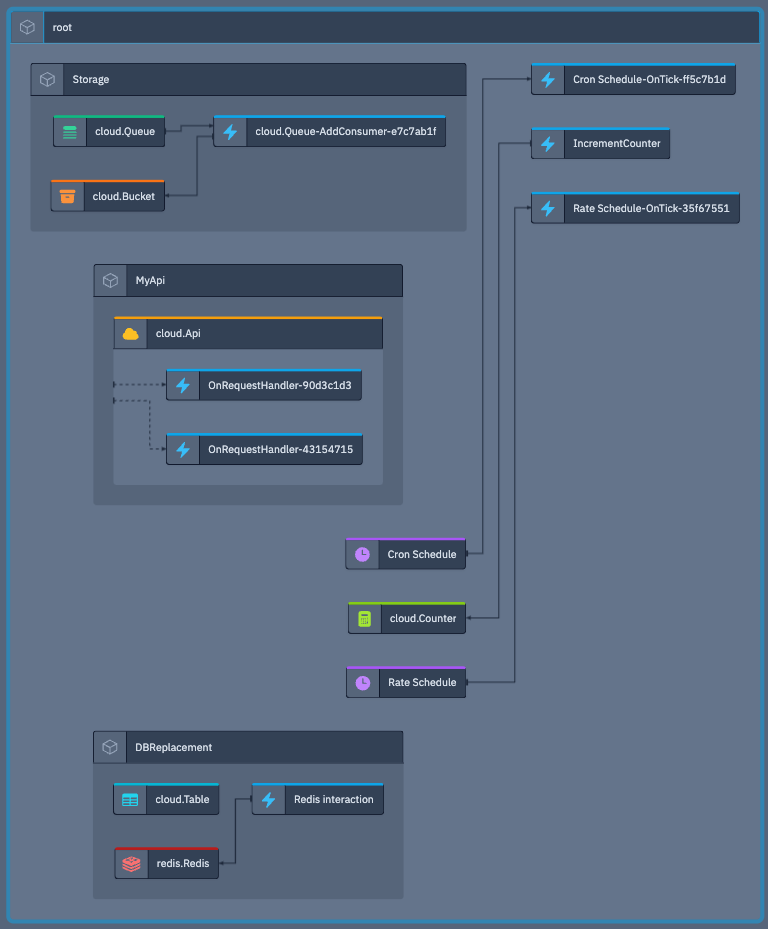 root
Storage
cloud.Queue
cloud.Queue-AddConsumer-e7c7ab1f
cloud.Bucket
Cron Schedule-OnTick-ff5c7b1d
IncrementCounter
Rate Schedule-OnTick-35f67551
MyApi
cloud.Api
OnRequestHandler-90d3c1d3
OnRequestHandler-43154715
Cron Schedule
cloud.Counter
Rate Schedule
DBReplacement
cloud.Table
Redis interaction
redis.Redis